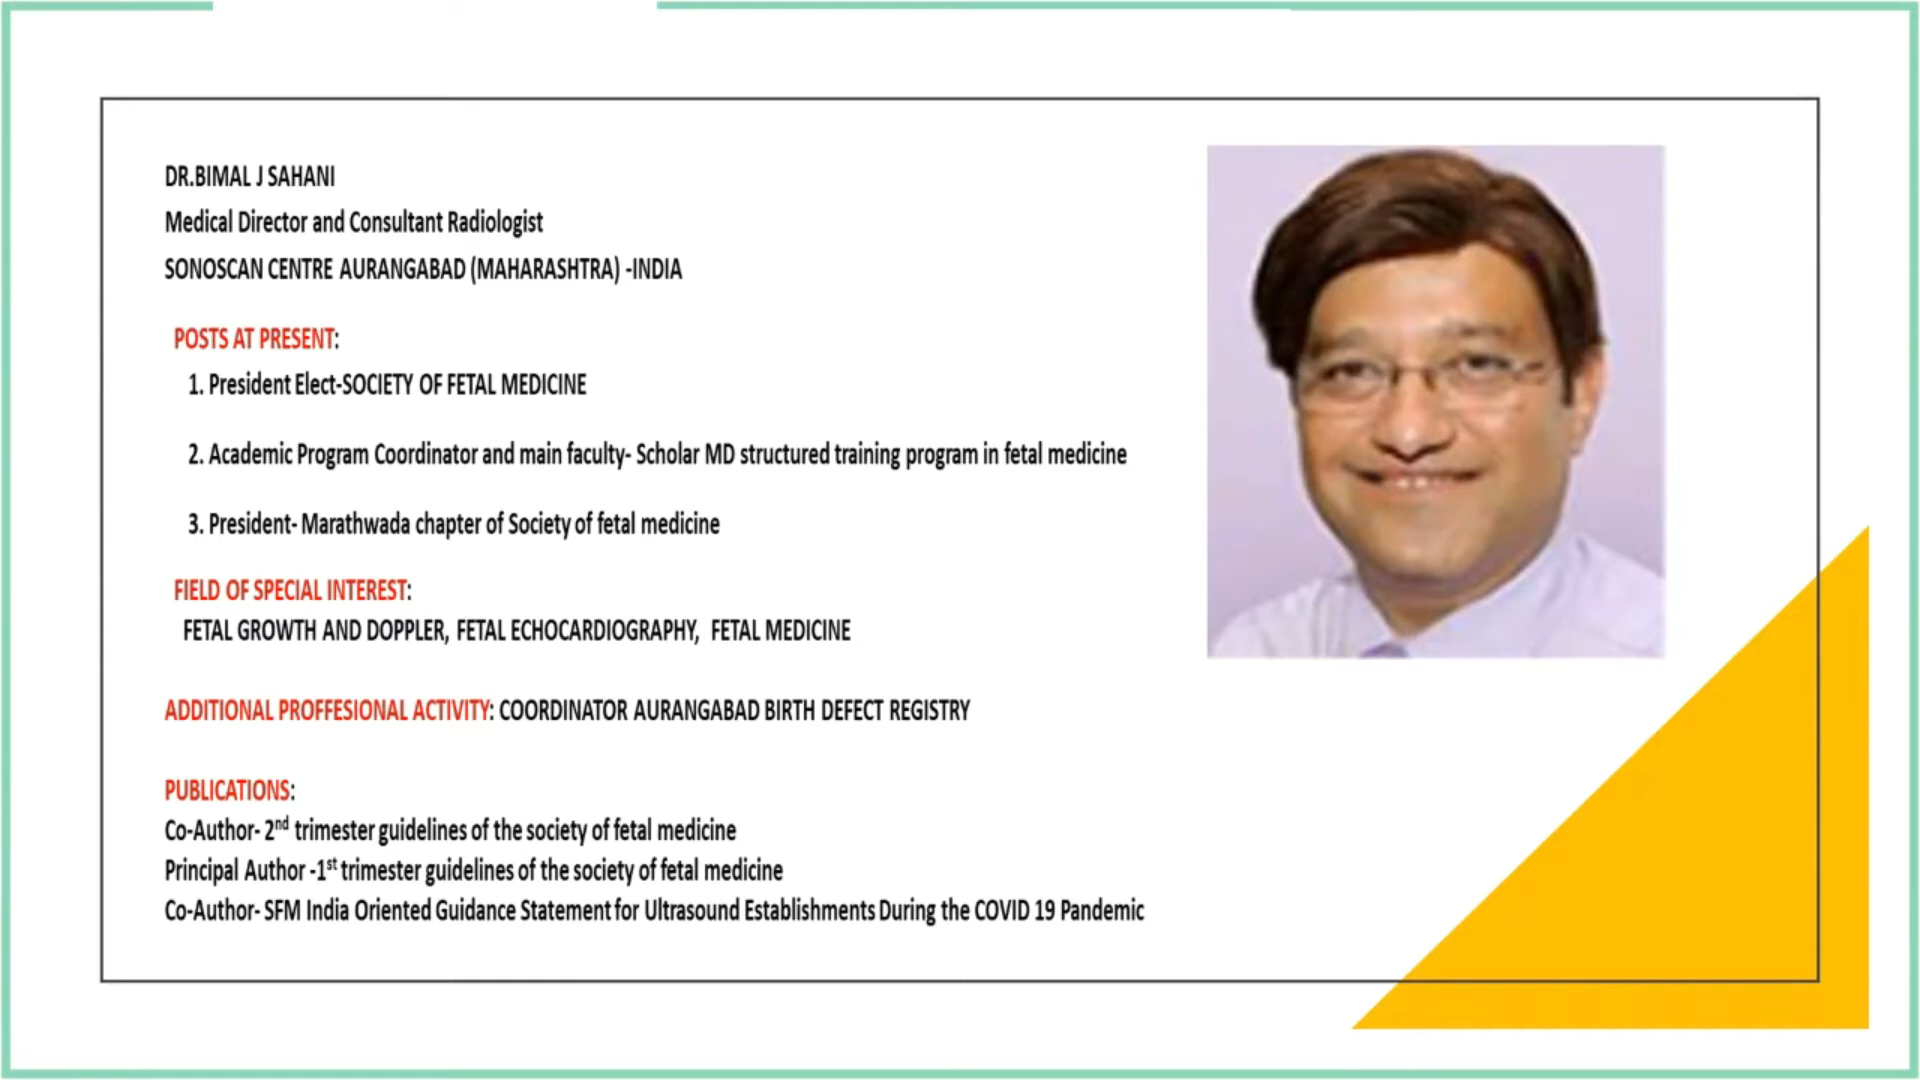 DR.BIMAL J SAHANI
Medical Director and Consultant Radiologist
SONOSCAN CENTRE AURANGABAD (MAHARASHTRA) -INDIA
POSTS AT PRESENT:
1. President Elect-SOCIETY OF FETAL MEDICINE
2. Academic Program Coordinator and main faculty- Scholar MD structured training program in fetal medicine
3. President- Marathwada chapter of Society of fetal medicine
FIELD OF SPECIAL INTEREST:
FETAL GROWTH AND DOPPLER, FETAL ECHOCARDIOGRAPHY, FETAL MEDICINE
ADDITIONAL PROFFESIONAL ACTIVITY: COORDINATOR AURANGABAD BIRTH DEFECT REGISTRY
PUBLICATIONS:
Co-Author- 2nd trimester guidelines of the society of fetal medicine
Principal Author -1st trimester guidelines of the society of fetal medicine
Co-Author- SFM India Oriented Guidance Statement for Ultrasound Establishments During the COVID 19 Pandemic